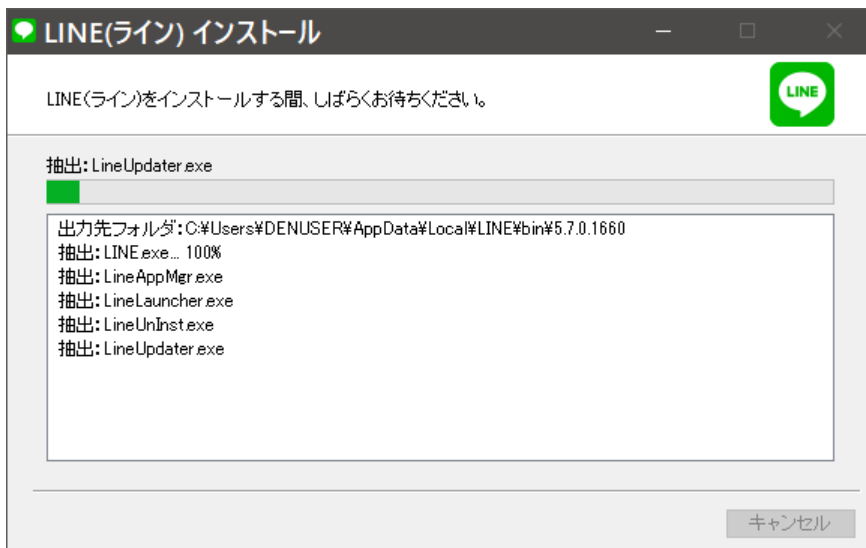 LINE(ライン) インストール
LINE(ライン)をインストールする間、しばらくお待ちください。
LINE
抽出: LineUpdater.exe
出力先フォルダ: C:¥Users¥DENUSER¥AppData¥Local¥LINE¥bin¥5.7.0.1660
抽出: LINE.exe... 100%
抽出: LineAppMgr.exe
抽出: LineLauncher.exe
抽出: LineUnInst.exe
抽出: LineUpdater.exe
キャンセル